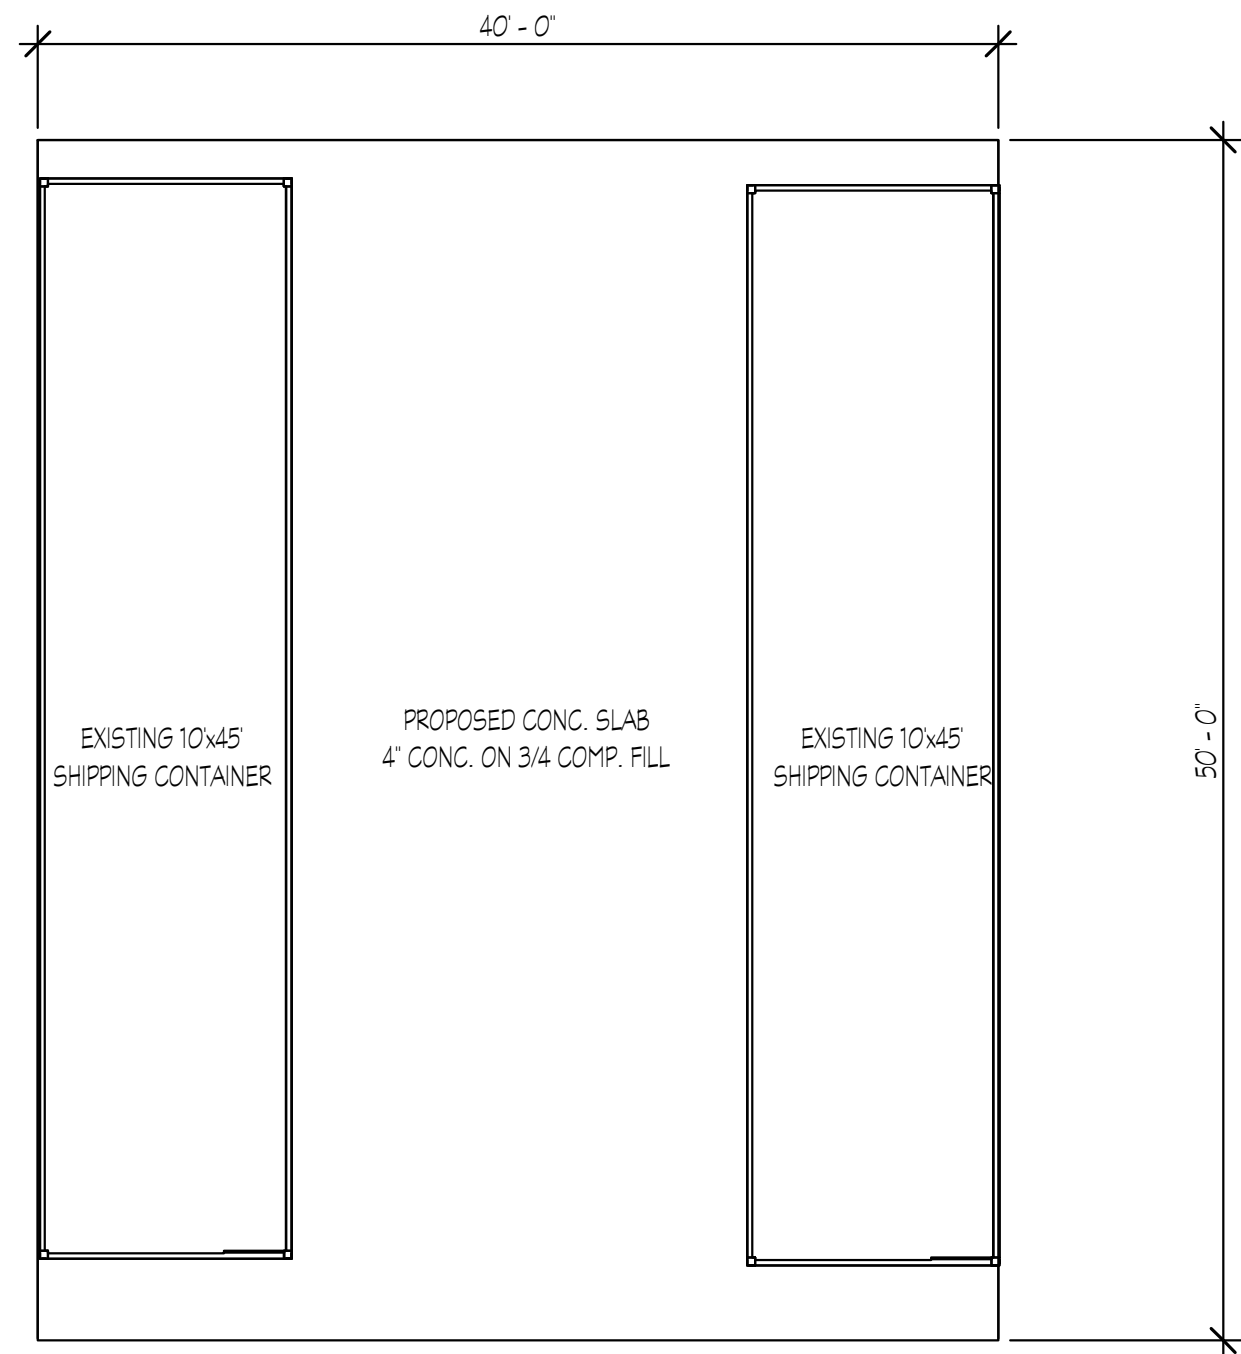 40' - 0"
PROPOSED CONC. SLAB
4" CONC. ON 3/4 COMP. FILL
EXISTING 10'x45'
SHIPPING CONTAINER
EXISTING 10'x45'
SHIPPING CONTAINER
50' - 0"